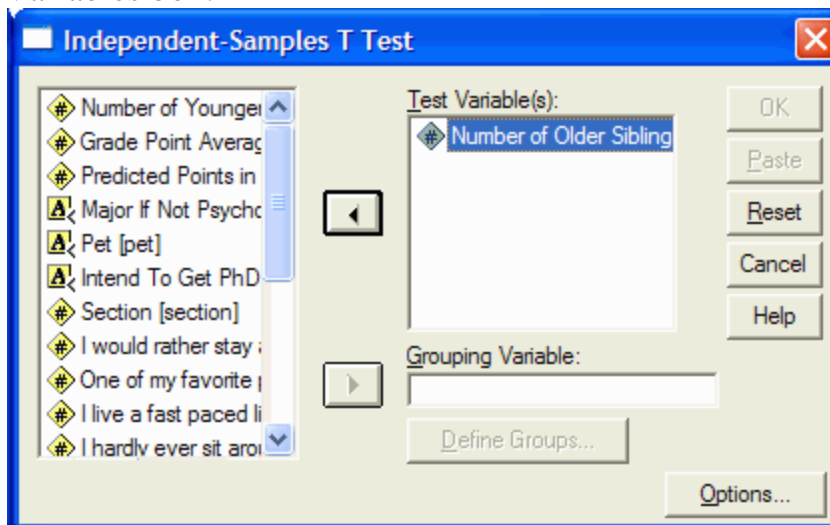 Independent-Samples T Test
Number of Younger
Grade Point Averag
Predicted Points in
Major If Not Psycho
Pet [pet]
Intend To Get PhD
Section [section]
I would rather stay
One of my favorite
I live a fast paced li
I hardly ever sit arou
Test Variable(s):
Number of Older Sibling
Grouping Variable:
Define Groups...
OK
Paste
Reset
Cancel
Help
Options...